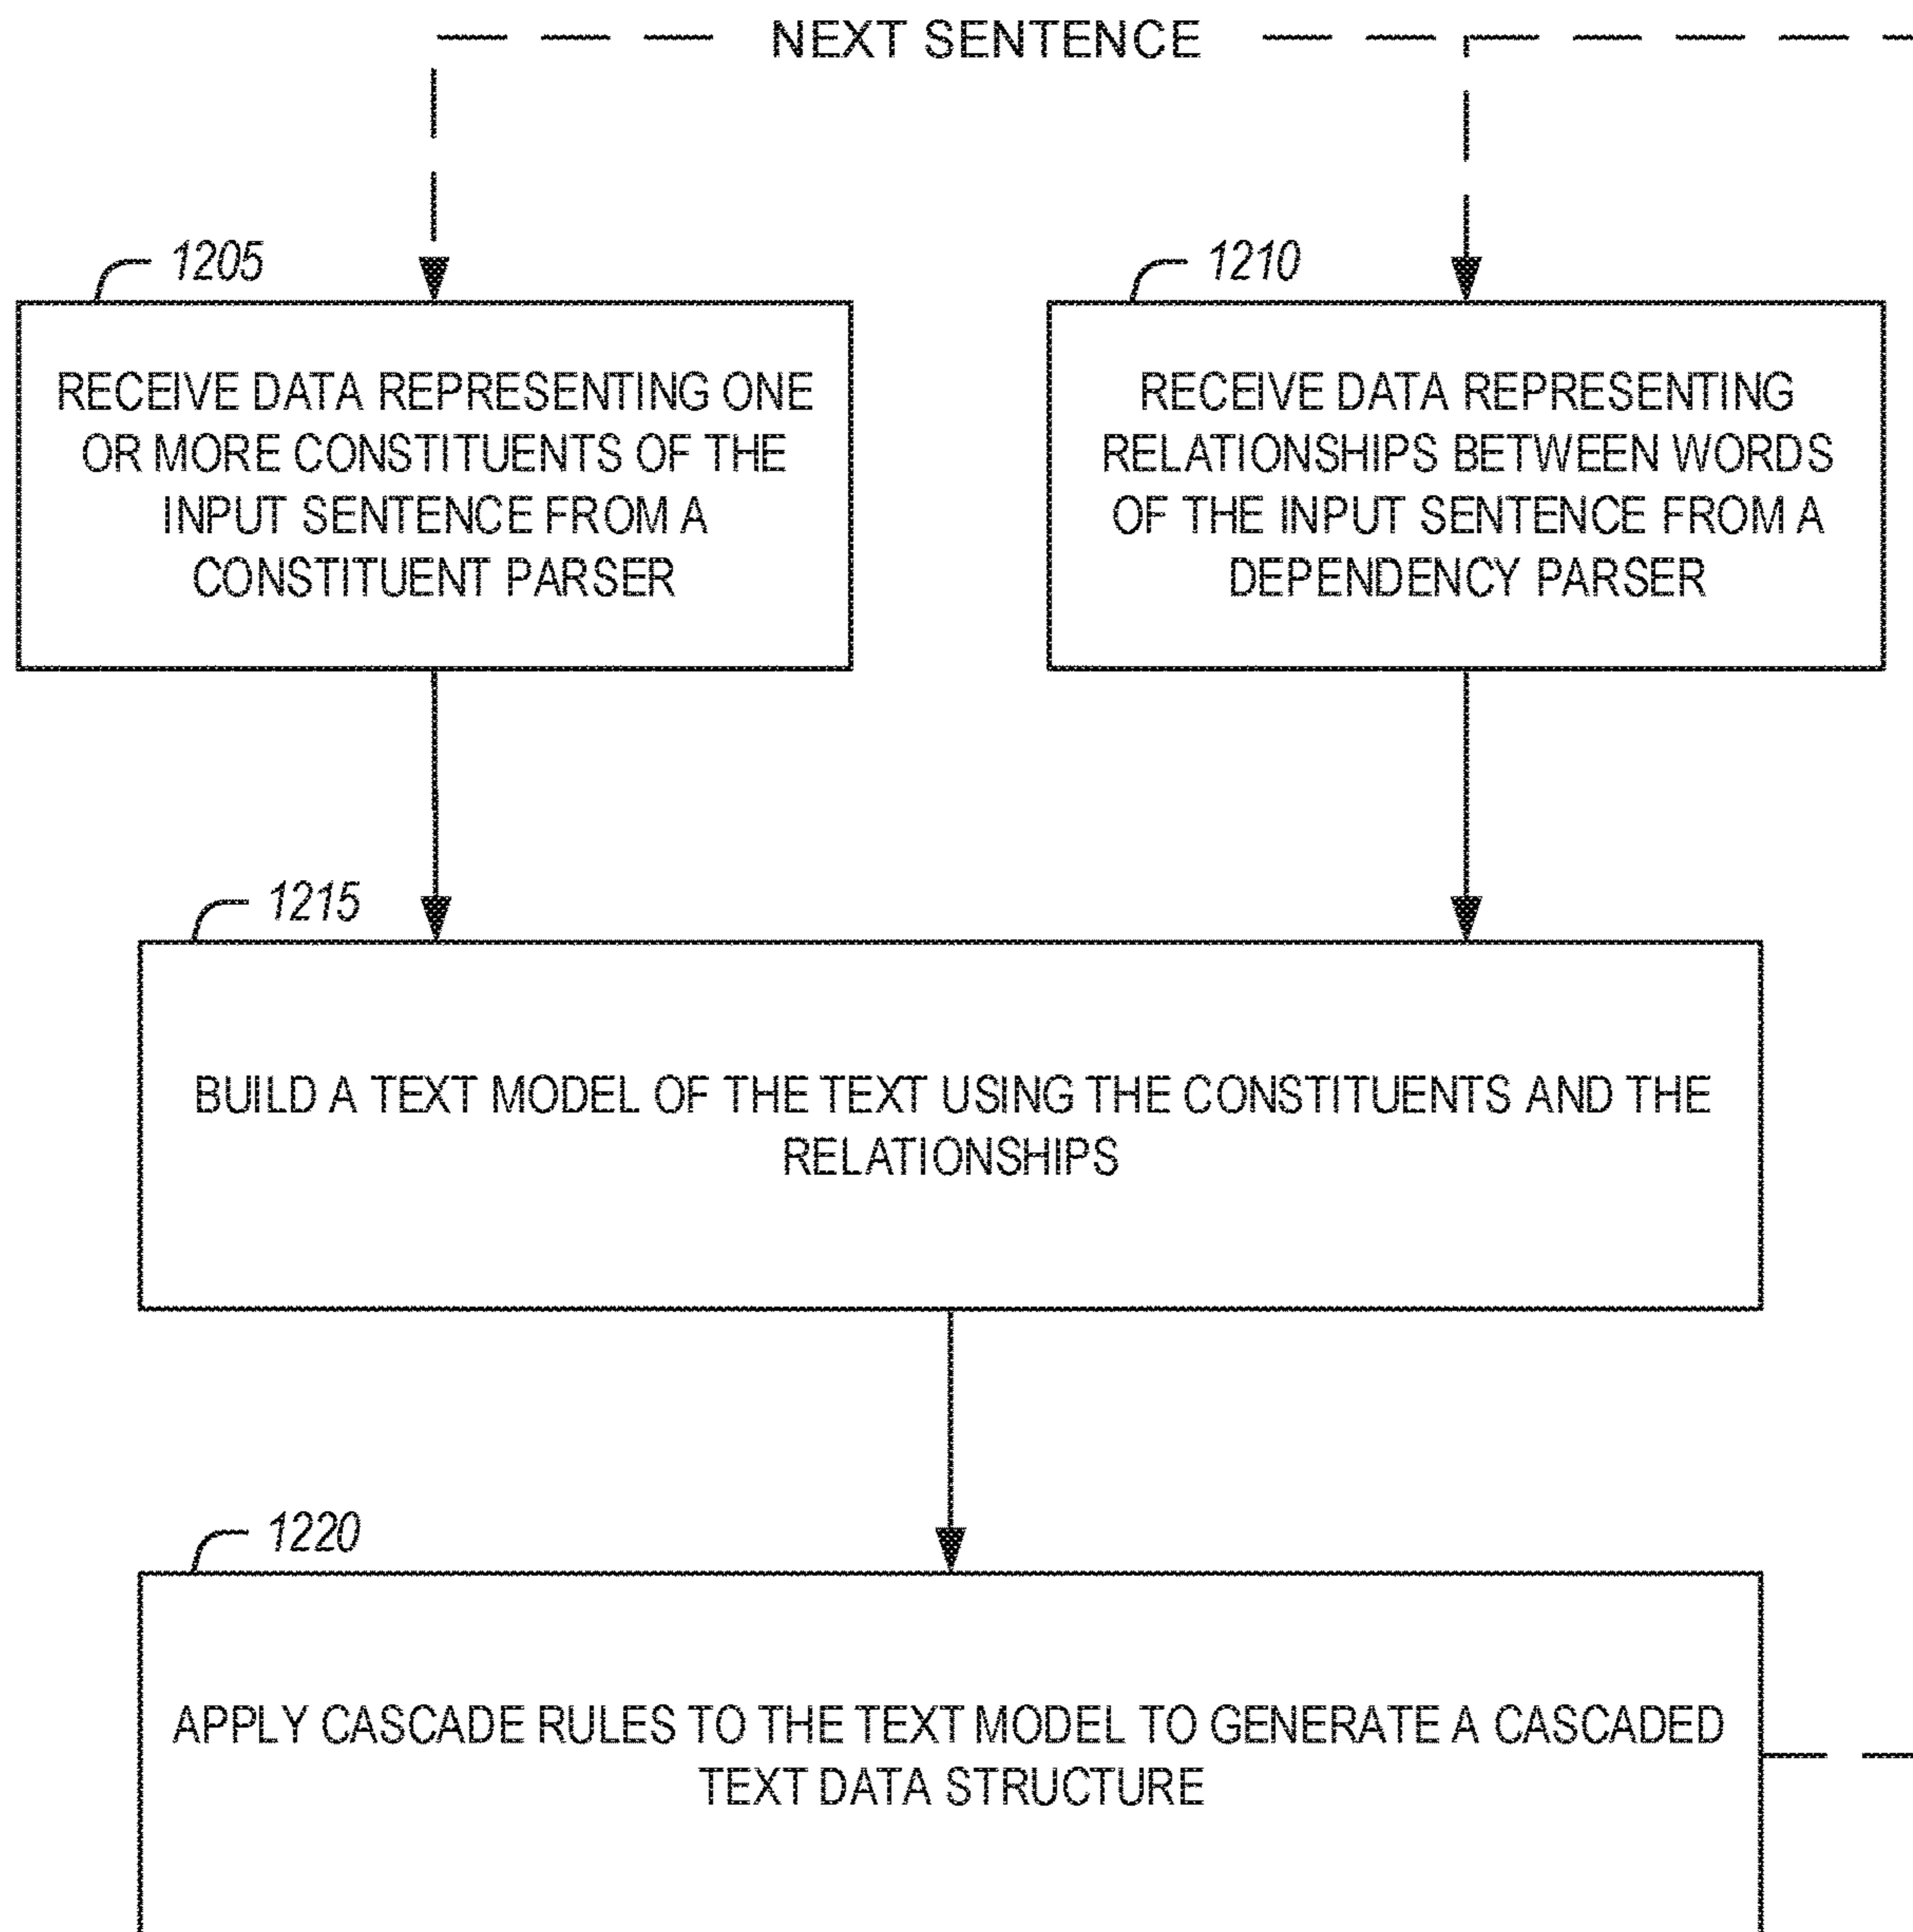 NEXT SENTENCE
1205
RECEIVE DATA REPRESENTING ONE
OR MORE CONSTITUENTS OF THE
INPUT SENTENCE FROM A
CONSTITUENT PARSER
1210
RECEIVE DATA REPRESENTING
RELATIONSHIPS BETWEEN WORDS
OF THE INPUT SENTENCE FROM A
DEPENDENCY PARSER
1215
BUILD A TEXT MODEL OF THE TEXT USING THE CONSTITUENTS AND THE
RELATIONSHIPS
1220
APPLY CASCADE RULES TO THE TEXT MODEL TO GENERATE A CASCADED
TEXT DATA STRUCTURE